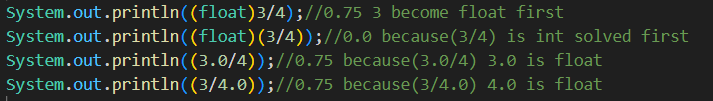 System.out.println((float)3/4);//0.75 3 become float first
System.out.println((float)(3/4));//0.0 because(3/4) is int solved first
System.out.println((3.0/4));//0.75 because(3.0/4) 3.0 is float
System.out.println((3/4.0));//0.75 because(3/4.0) 4.0 is float